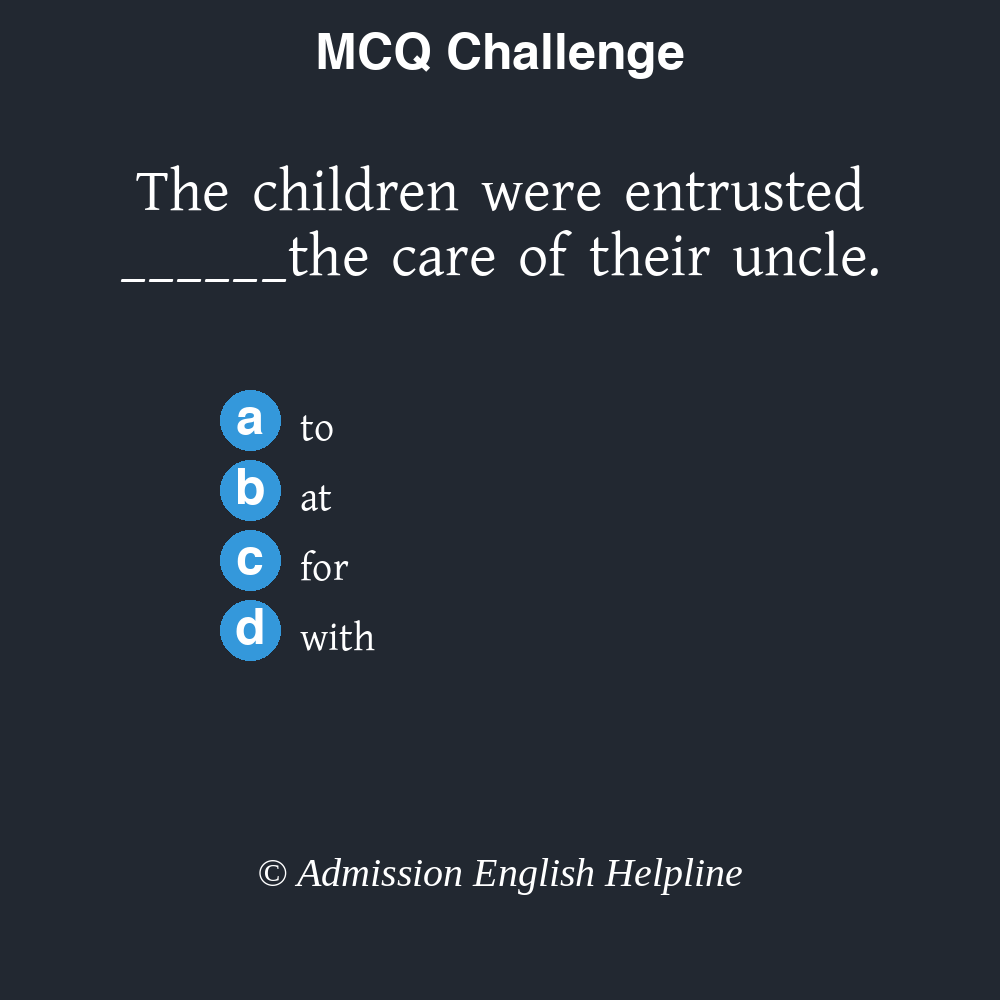 MCQ Challenge
The children were entrusted
______the care of their uncle.
a to
b at
c for
d with
© Admission English Helpline